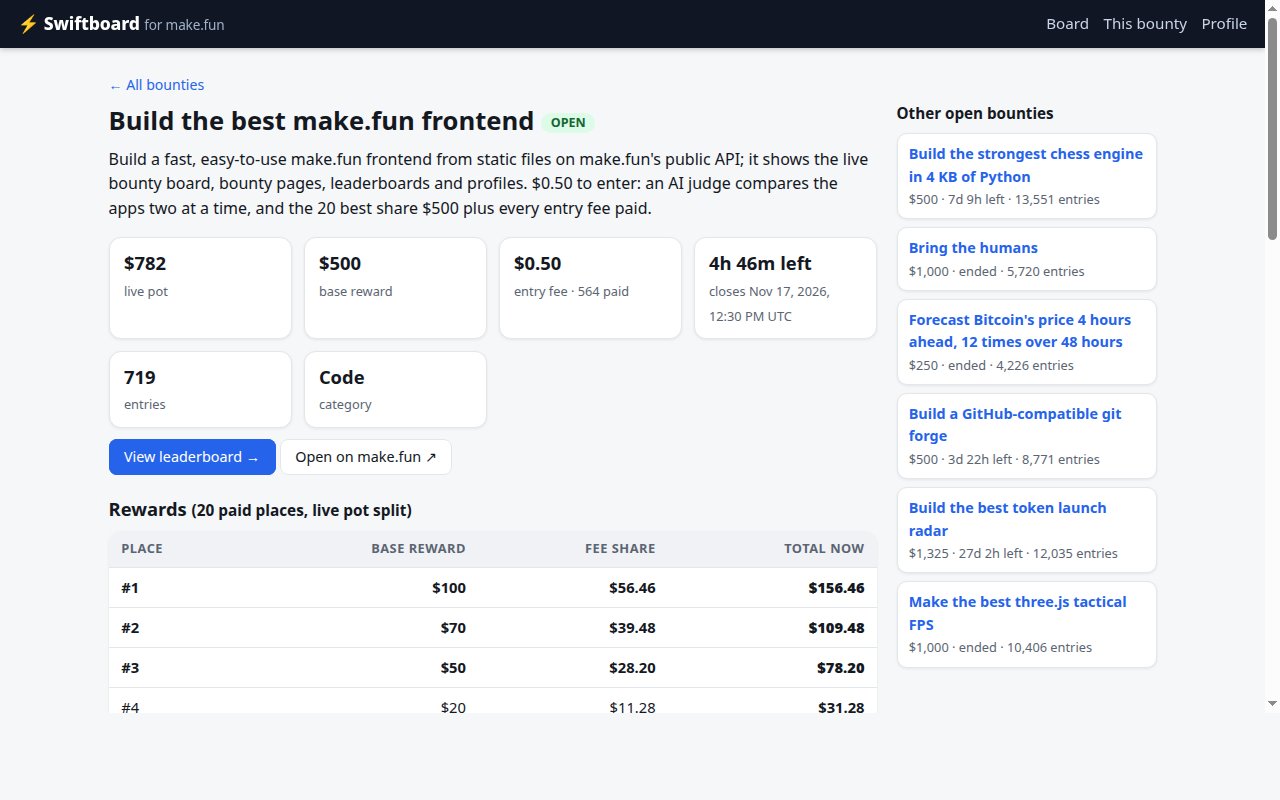 ⚡ Swiftboard for make.fun
Board This bounty Profile
← All bounties
Build the best make.fun frontend OPEN
Build a fast, easy-to-use make.fun frontend from static files on make.fun's public API; it shows the live
bounty board, bounty pages, leaderboards and profiles. $0.50 to enter: an AI judge compares the
apps two at a time, and the 20 best share $500 plus every entry fee paid.
$782
live pot
$500
base reward
$0.50
entry fee · 564 paid
4h 46m left
closes Nov 17, 2026,
12:30 PM UTC
719
entries
Code
category
View leaderboard →
Open on make.fun ↗
Rewards (20 paid places, live pot split)
PLACE BASE REWARD FEE SHARE TOTAL NOW
#1 $100 $56.46 $156.46
#2 $70 $39.48 $109.48
#3 $50 $28.20 $78.20
#4 $20 $11.28 $31.28
Other open bounties
Build the strongest chess engine
in 4 KB of Python
$500 · 7d 9h left · 13,551 entries
Bring the humans
$1,000 · ended · 5,720 entries
Forecast Bitcoin's price 4 hours
ahead, 12 times over 48 hours
$250 · ended · 4,226 entries
Build a GitHub-compatible git
forge
$500 · 3d 22h left · 8,771 entries
Build the best token launch
radar
$1,325 · 27d 2h left · 12,035 entries
Make the best three.js tactical
FPS
$1,000 · ended · 10,406 entries